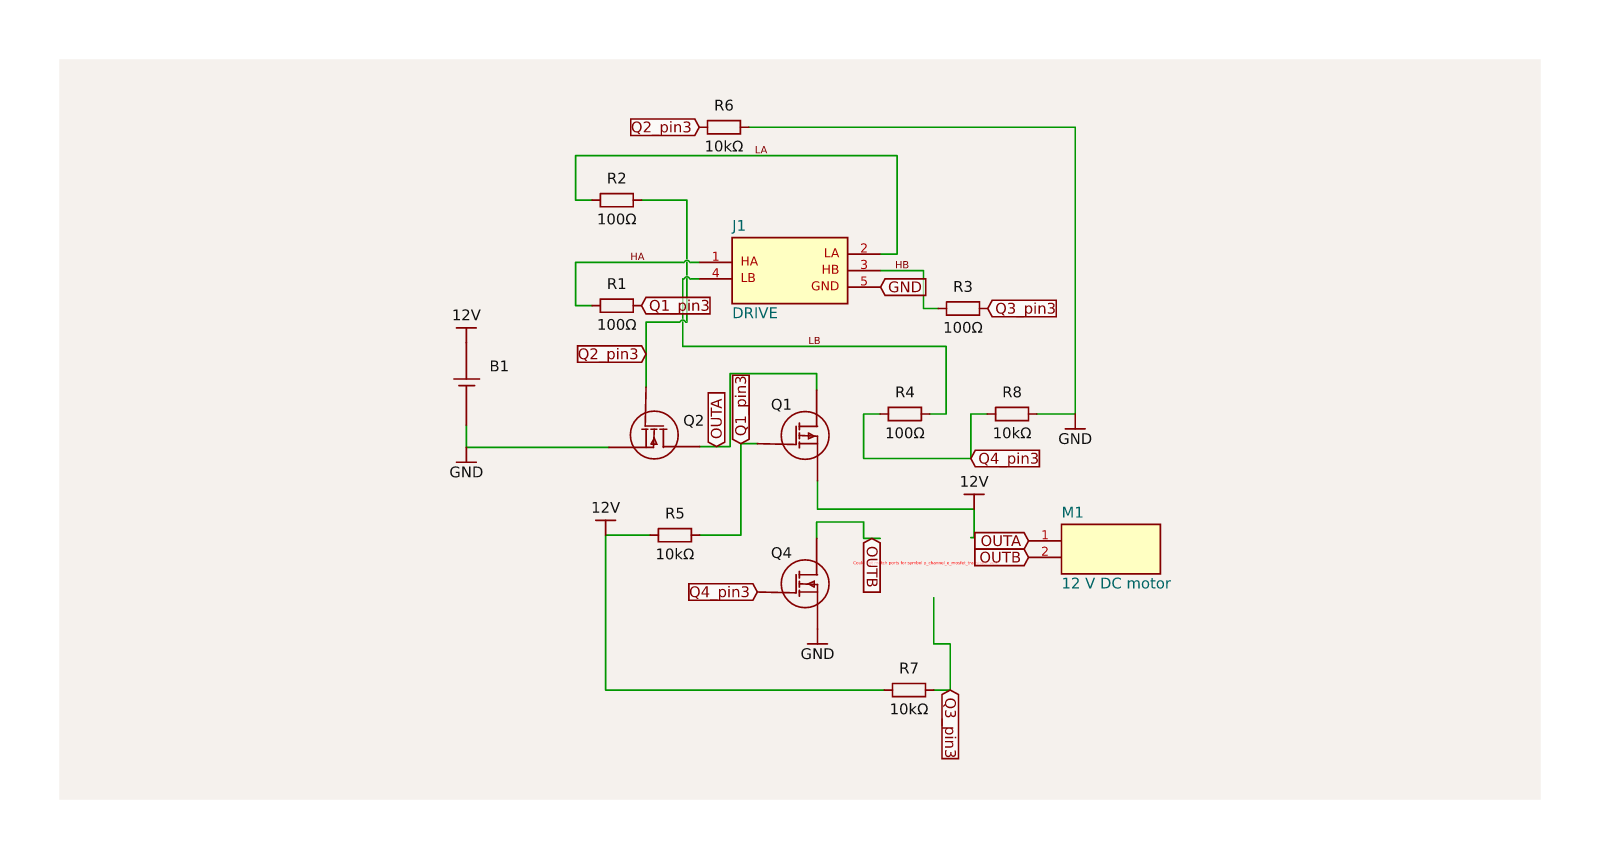 R6
Q2_pin3
10kΩ
LA
R2
100Ω
J1
HA
1
4
HA
LB
LA
HB
GND
2
3
5
HB
GND
DRIVE
R1
Q1_pin3
100Ω
R3
Q3_pin3
100Ω
12V
B1
GND
Q2_pin3
LB
Q2
OUTA
Q1_pin3
Q1
R4
100Ω
R8
10kΩ
GND
Q4_pin3
12V
12V
R5
10kΩ
M1
OUTA
1
OUTB
2
12 V DC motor
Q4
OUTB
Q4_pin3
GND
R7
10kΩ
Q3_pin3